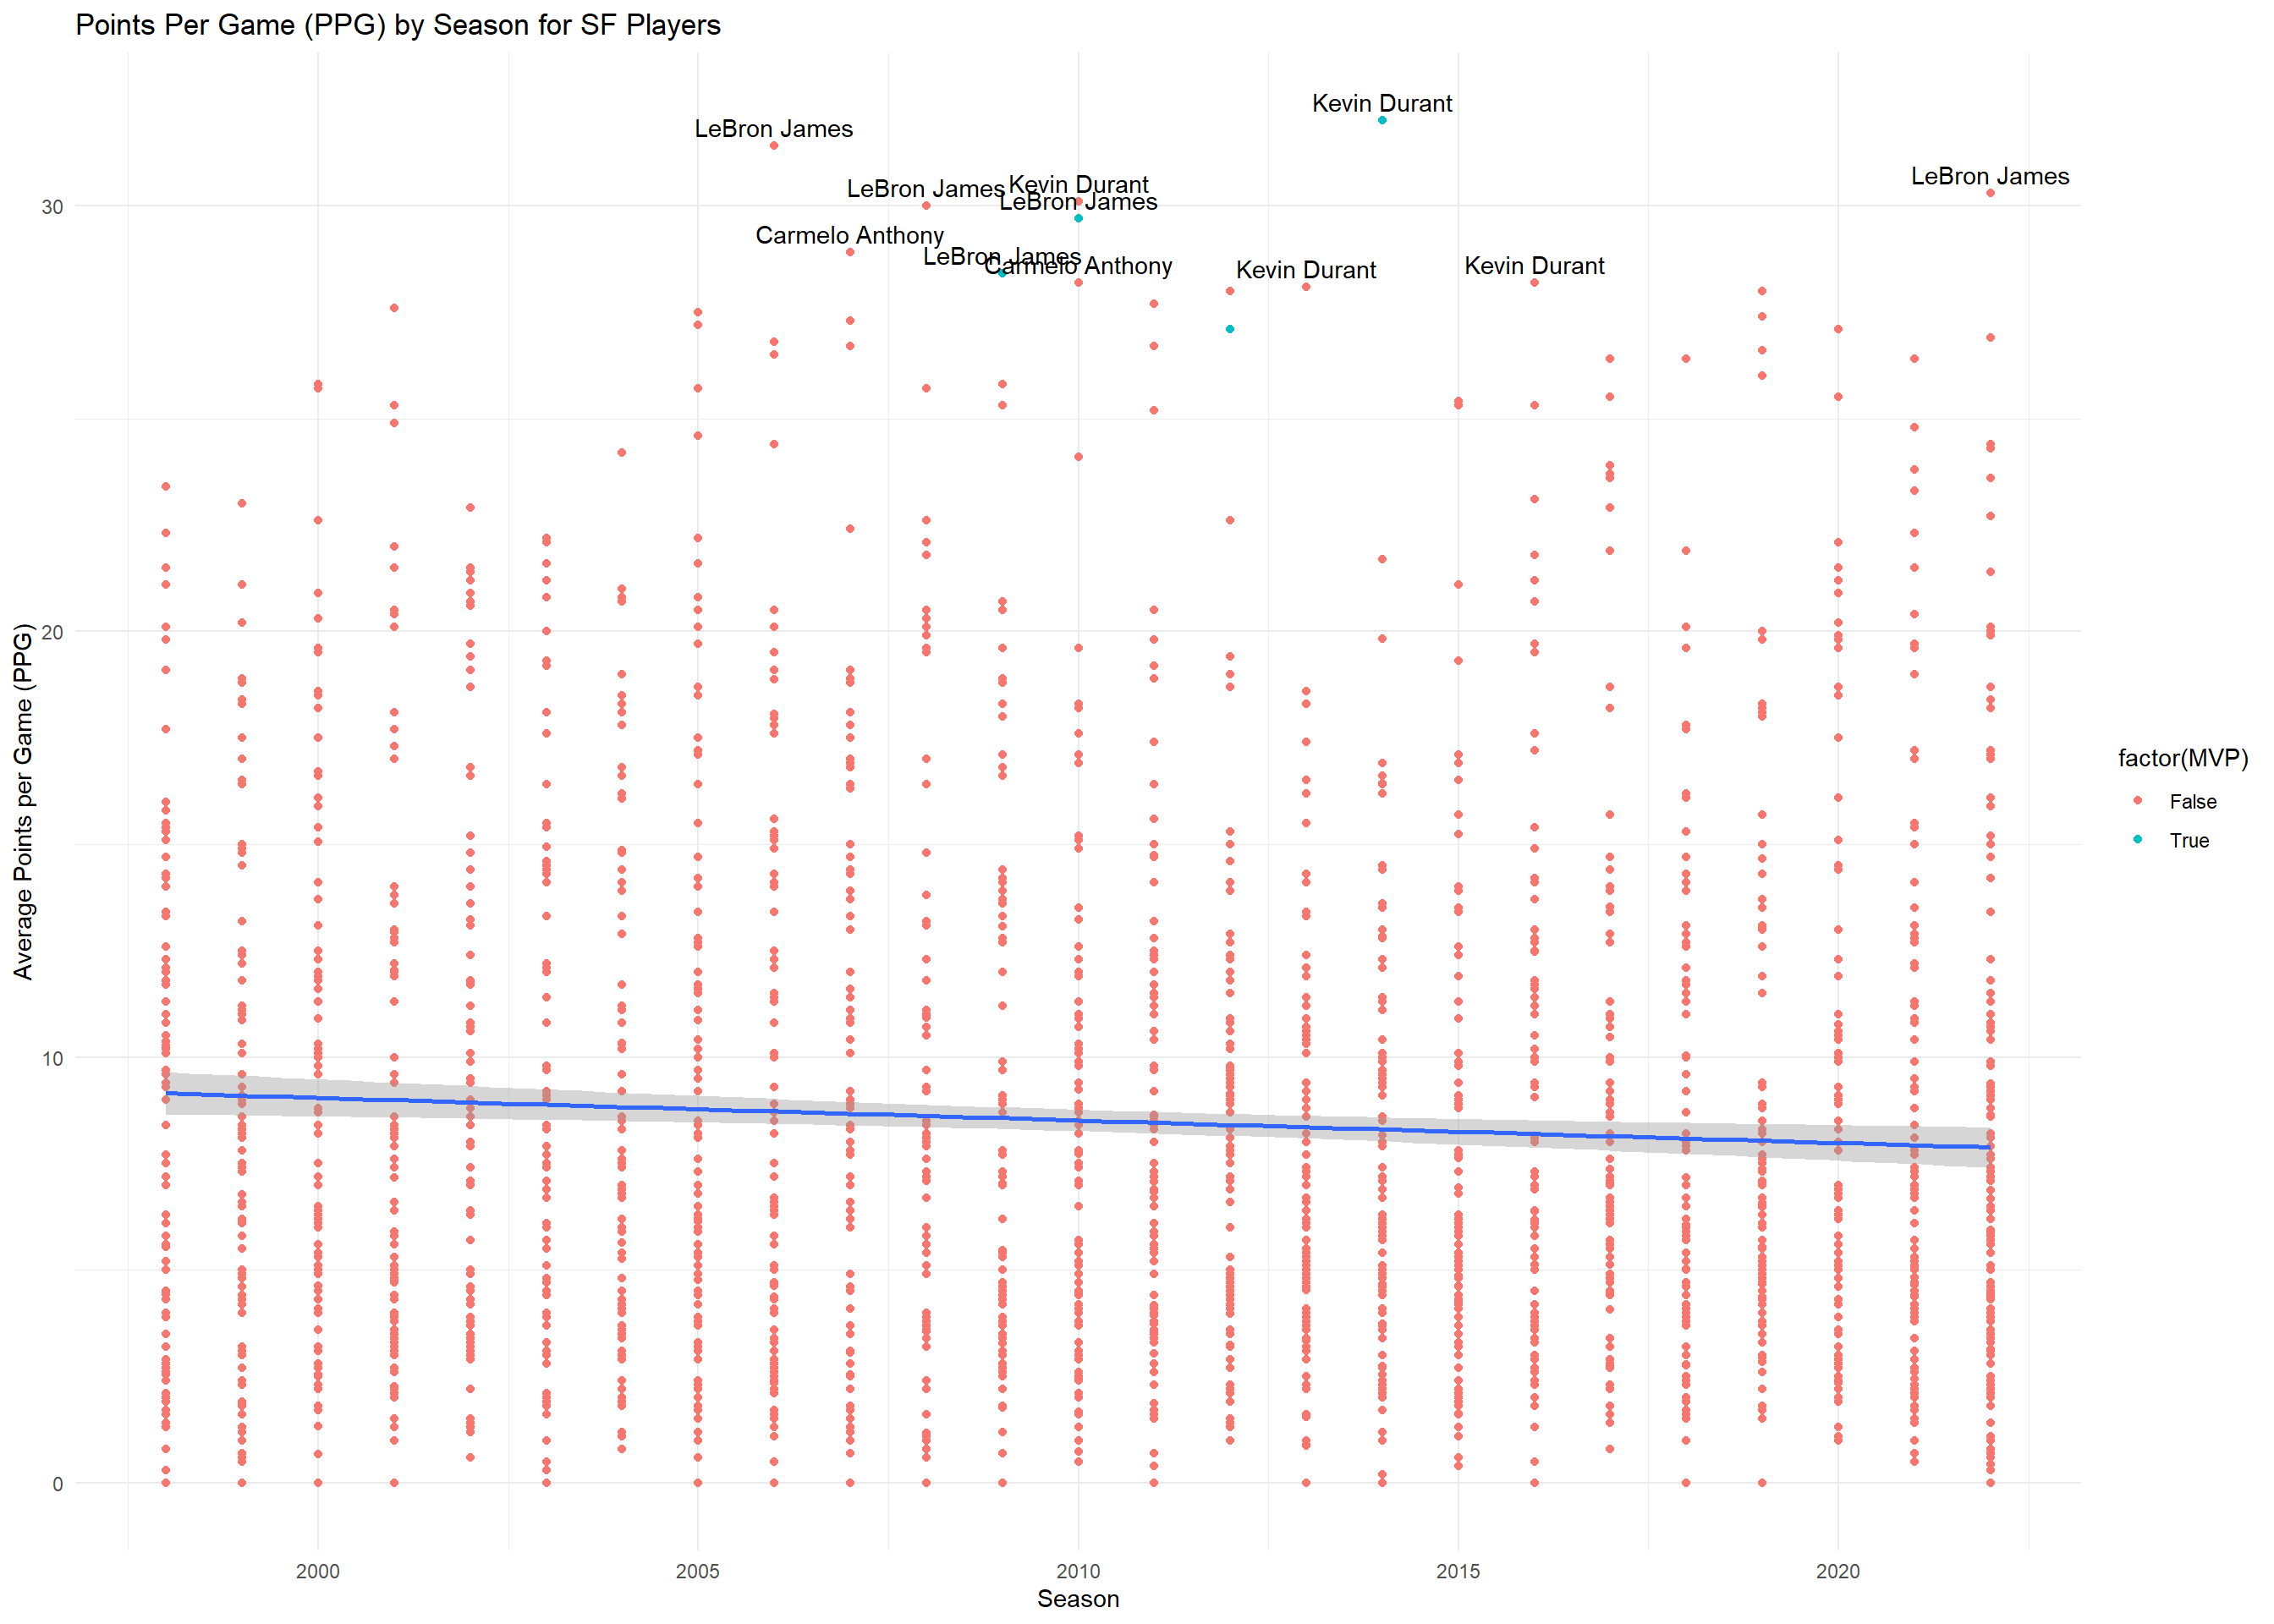 Points Per Game (PPG) by Season for SF Players
Kevin Durant
LeBron James
LeBron James
Kevin Durant
LeBron James
LeBron James
Carmelo Anthony
LeBron James
Carmelo Anthony
Kevin Durant
Kevin Durant
30
20
10
0
Average Points per Game (PPG)
2000
2005
2010
2015
2020
Season
factor(MVP)
False
True